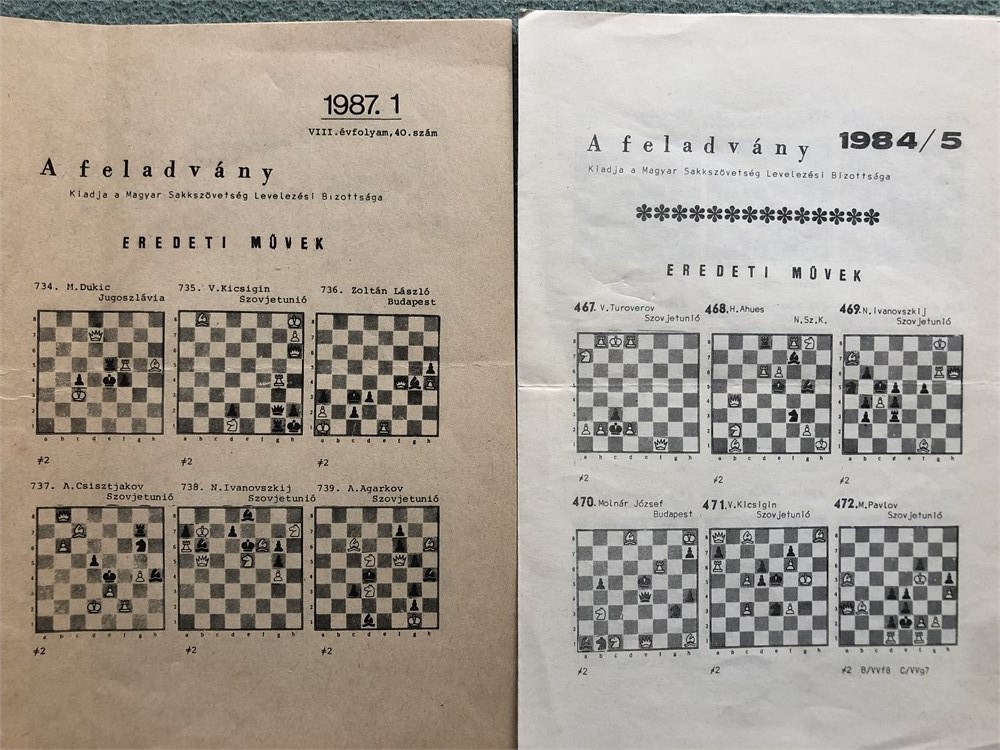 1987. 1
VIII.évfolyam,40.szám
A feladvány
Kiadja a Magyar Sakkszövetség Levelezési Bizottsága
EREDETI MŰVEK
734. M.Dukic
Jugoszlávia
735. V.Kicsigin
Szovjetunió
736. Zoltán László
Budapest
≠2
≠2
≠2
737. A.Csisztjakov
Szovjetunió
738. N.Ivanovszkij
Szovjetunió
739. A.Agarkov
Szovjetunió
≠2
≠2
≠2
A feladvány 1984/5
Kiadja a Magyar Sakkszövetség Levelezési Bizottsága
**************
EREDETI MŰVEK
467. V.Turoverov
Szovjetunió
468. H.Ahues
N.Sz.K.
469. N.Ivanovszkij
Szovjetunió
≠2
≠2
≠2
470. Molnár József
Budapest
471. V.Kicsigin
Szovjetunió
472. M.Pavlov
Szovjetunió
≠2
≠2
≠2 B/VVf8 C/VVg7